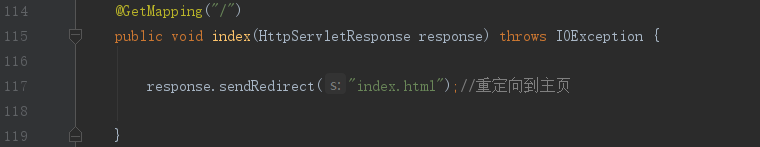 114 @GetMapping("/")
115 public void index(HttpServletResponse response) throws IOException {
116
117 response.sendRedirect( s: "index.html");//重定向到主页
118
119 }